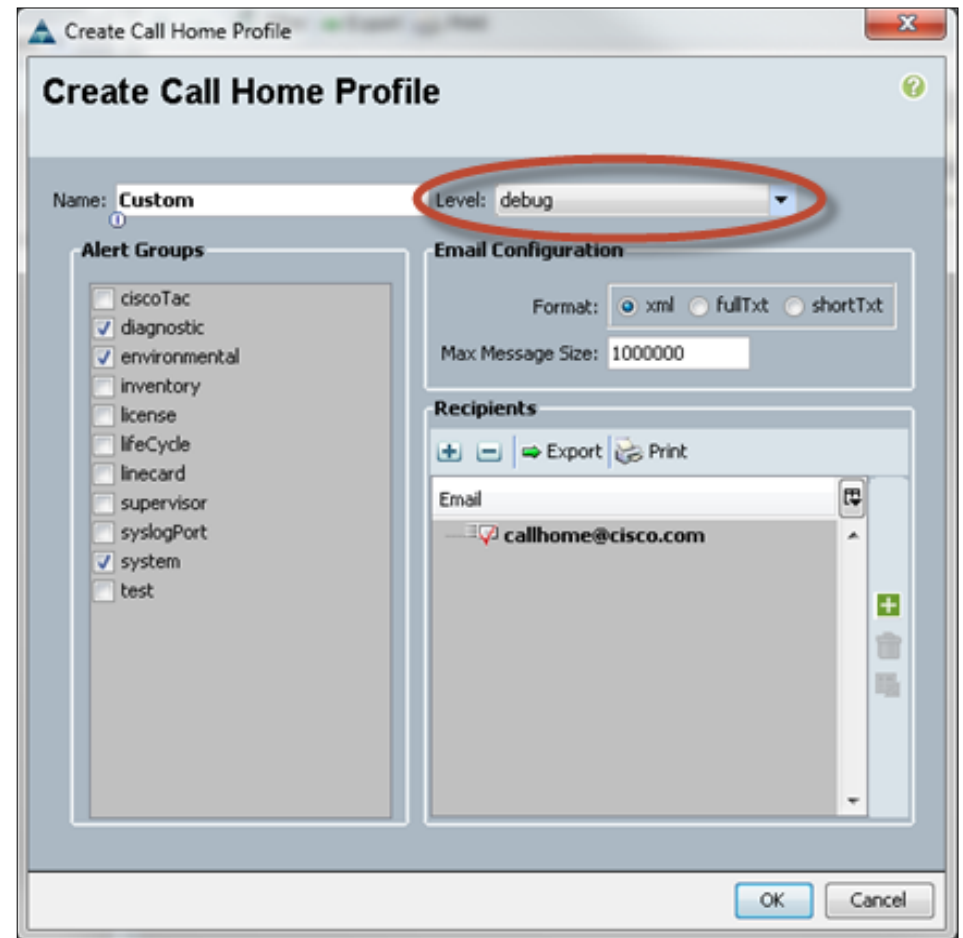 Create Call Home Profile
Create Call Home Profile
Name: Custom
Level: debug
Alert Groups
ciscoTac
diagnostic
environmental
inventory
license
lifeCycle
linecard
supervisor
syslogPort
system
test
Email Configuration
Format: xml fullTxt shortTxt
Max Message Size: 1000000
Recipients
Export Print
Email
callhome@cisco.com
OK Cancel